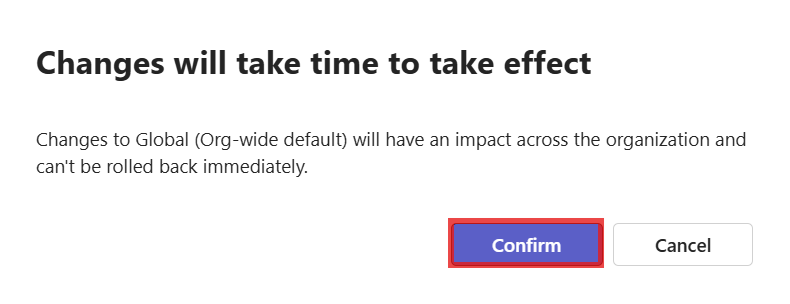 Changes will take time to take effect
Changes to Global (Org-wide default) will have an impact across the organization and
can't be rolled back immediately.
Confirm
Cancel